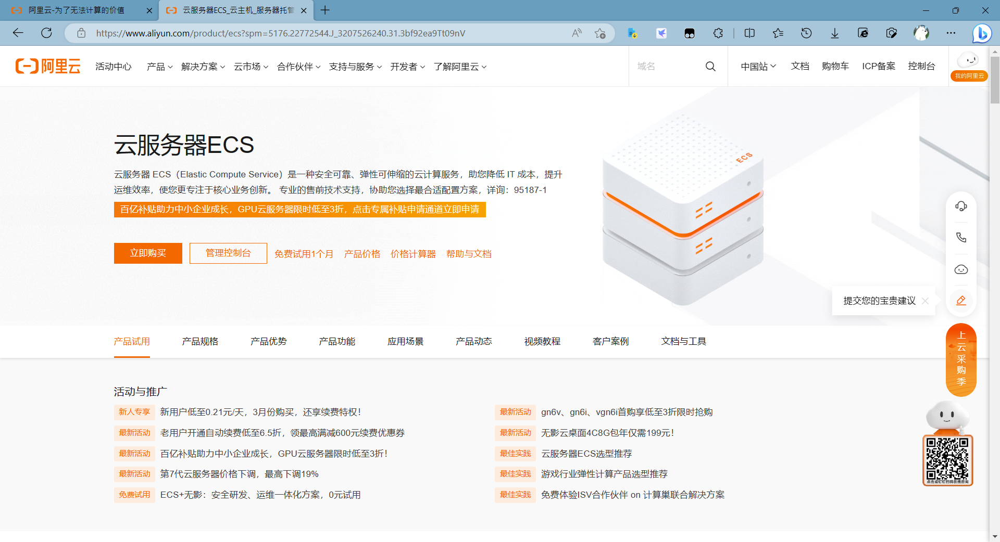 阿里云-为了无法计算的价值
云服务器ECS_云主机_服务器托管
https://www.aliyun.com/product/ecs?spm=5176.22772544.J_3207526240.31.3bf92ea9Tt09nV
阿里云 活动中心 产品 解决方案 云市场 合作伙伴 支持与服务 开发者 了解阿里云 域名 中国站 文档 购物车 ICP备案 控制台
我的阿里云
云服务器ECS
云服务器 ECS（Elastic Compute Service）是一种安全可靠、弹性可伸缩的云计算服务，助您降低 IT 成本，提升
运维效率，使您更专注于核心业务创新。 专业的售前技术支持，协助您选择最合适配置方案，详询：95187-1
百亿补贴助力中小企业成长，GPU云服务器限时低至3折，点击专属补贴申请通道立即申请
立即购买 管理控制台 免费试用1个月 产品价格 价格计算器 帮助与文档
ECS
提交您的宝贵建议
产品试用 产品规格 产品优势 产品功能 应用场景 产品动态 视频教程 客户案例 文档与工具
上云采购季
活动与推广
新人专享 新用户低至0.21元/天，3月份购买，还享续费特权！
最新活动 gn6v、gn6i、vgn6i首购享低至3折限时抢购
最新活动 老用户开通自动续费低至6.5折，领最高满减600元续费优惠券
最新活动 无影云桌面4C8G包年仅需199元！
最新活动 百亿补贴助力中小企业成长，GPU云服务器限时低至3折！
最佳实践 云服务器ECS选型推荐
最新活动 第7代云服务器价格下调，最高下调19%
最佳实践 游戏行业弹性计算产品选型推荐
免费试用 ECS+无影：安全研发、运维一体化方案，0元试用
最佳实践 免费体验ISV合作伙伴 on 计算巢联合解决方案
点击或钉钉扫码在线咨询